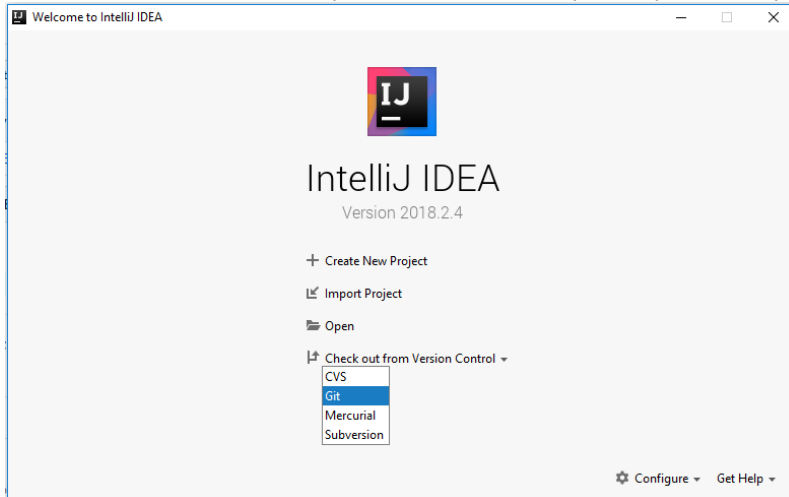 Welcome to IntelliJ IDEA
IJ
IntelliJ IDEA
Version 2018.2.4
Create New Project
Import Project
Open
Check out from Version Control
CVS
Git
Mercurial
Subversion
Configure Get Help